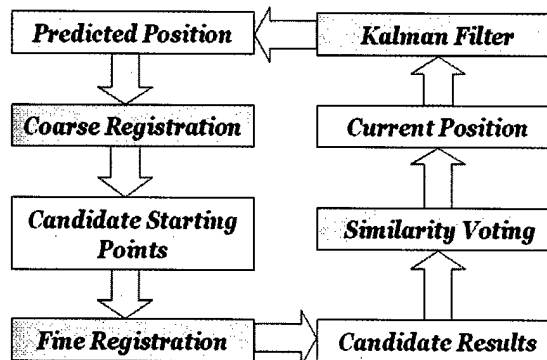 Predicted Position
Kalman Filter
Coarse Registration
Current Position
Candidate Starting
Points
Similarity Voting
Fine Registration
Candidate Results